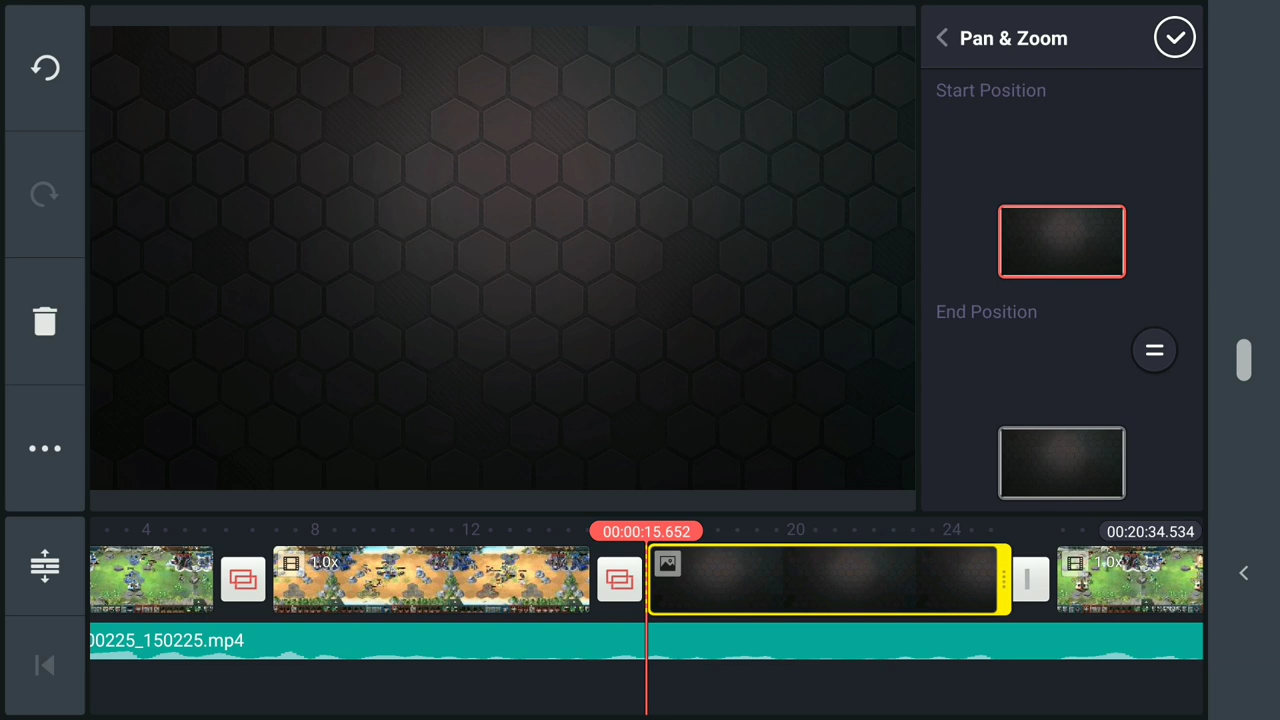 Pan & Zoom
Start Position
End Position
4
8
12
00:00:15.652
20
24
00:20:34.534
1.0x
1.0x
00225_150225.mp4